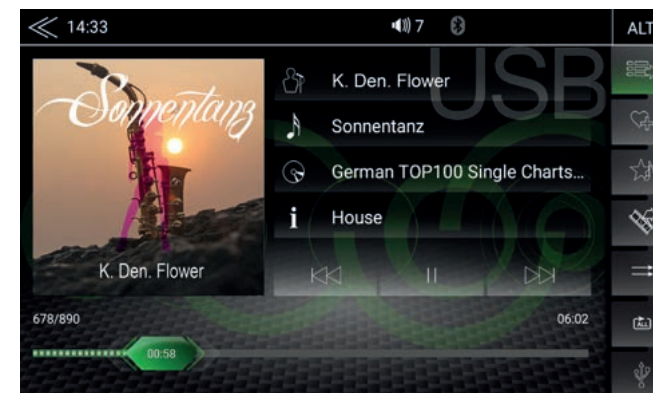 14:33
7
ALT
USB
Sonnentanz
K. Den. Flower
K. Den. Flower
Sonnentanz
German TOP100 Single Charts...
i House
678/890
06:02
00:58
ALL